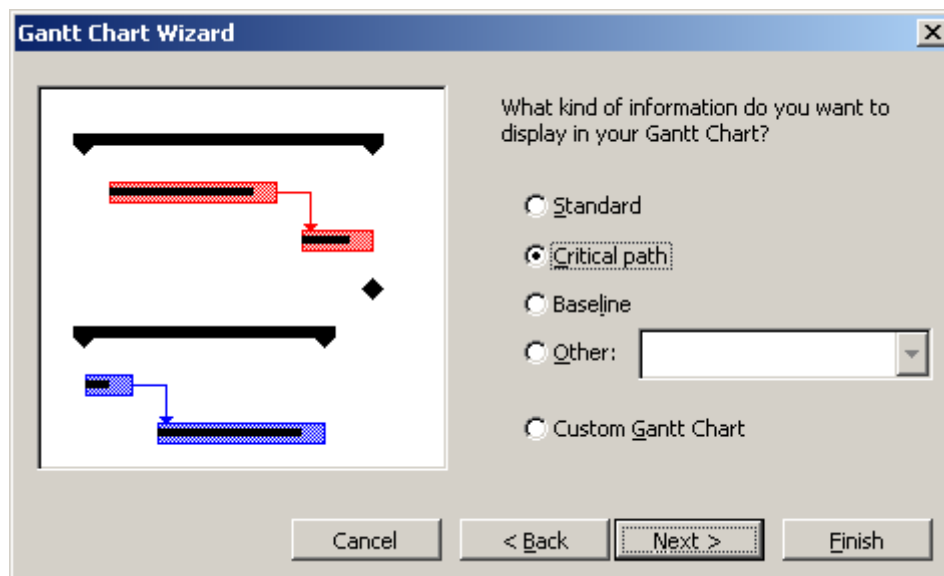 Gantt Chart Wizard
What kind of information do you want to
display in your Gantt Chart?
Standard
Critical path
Baseline
Other:
Custom Gantt Chart
Cancel
< Back
Next >
Finish